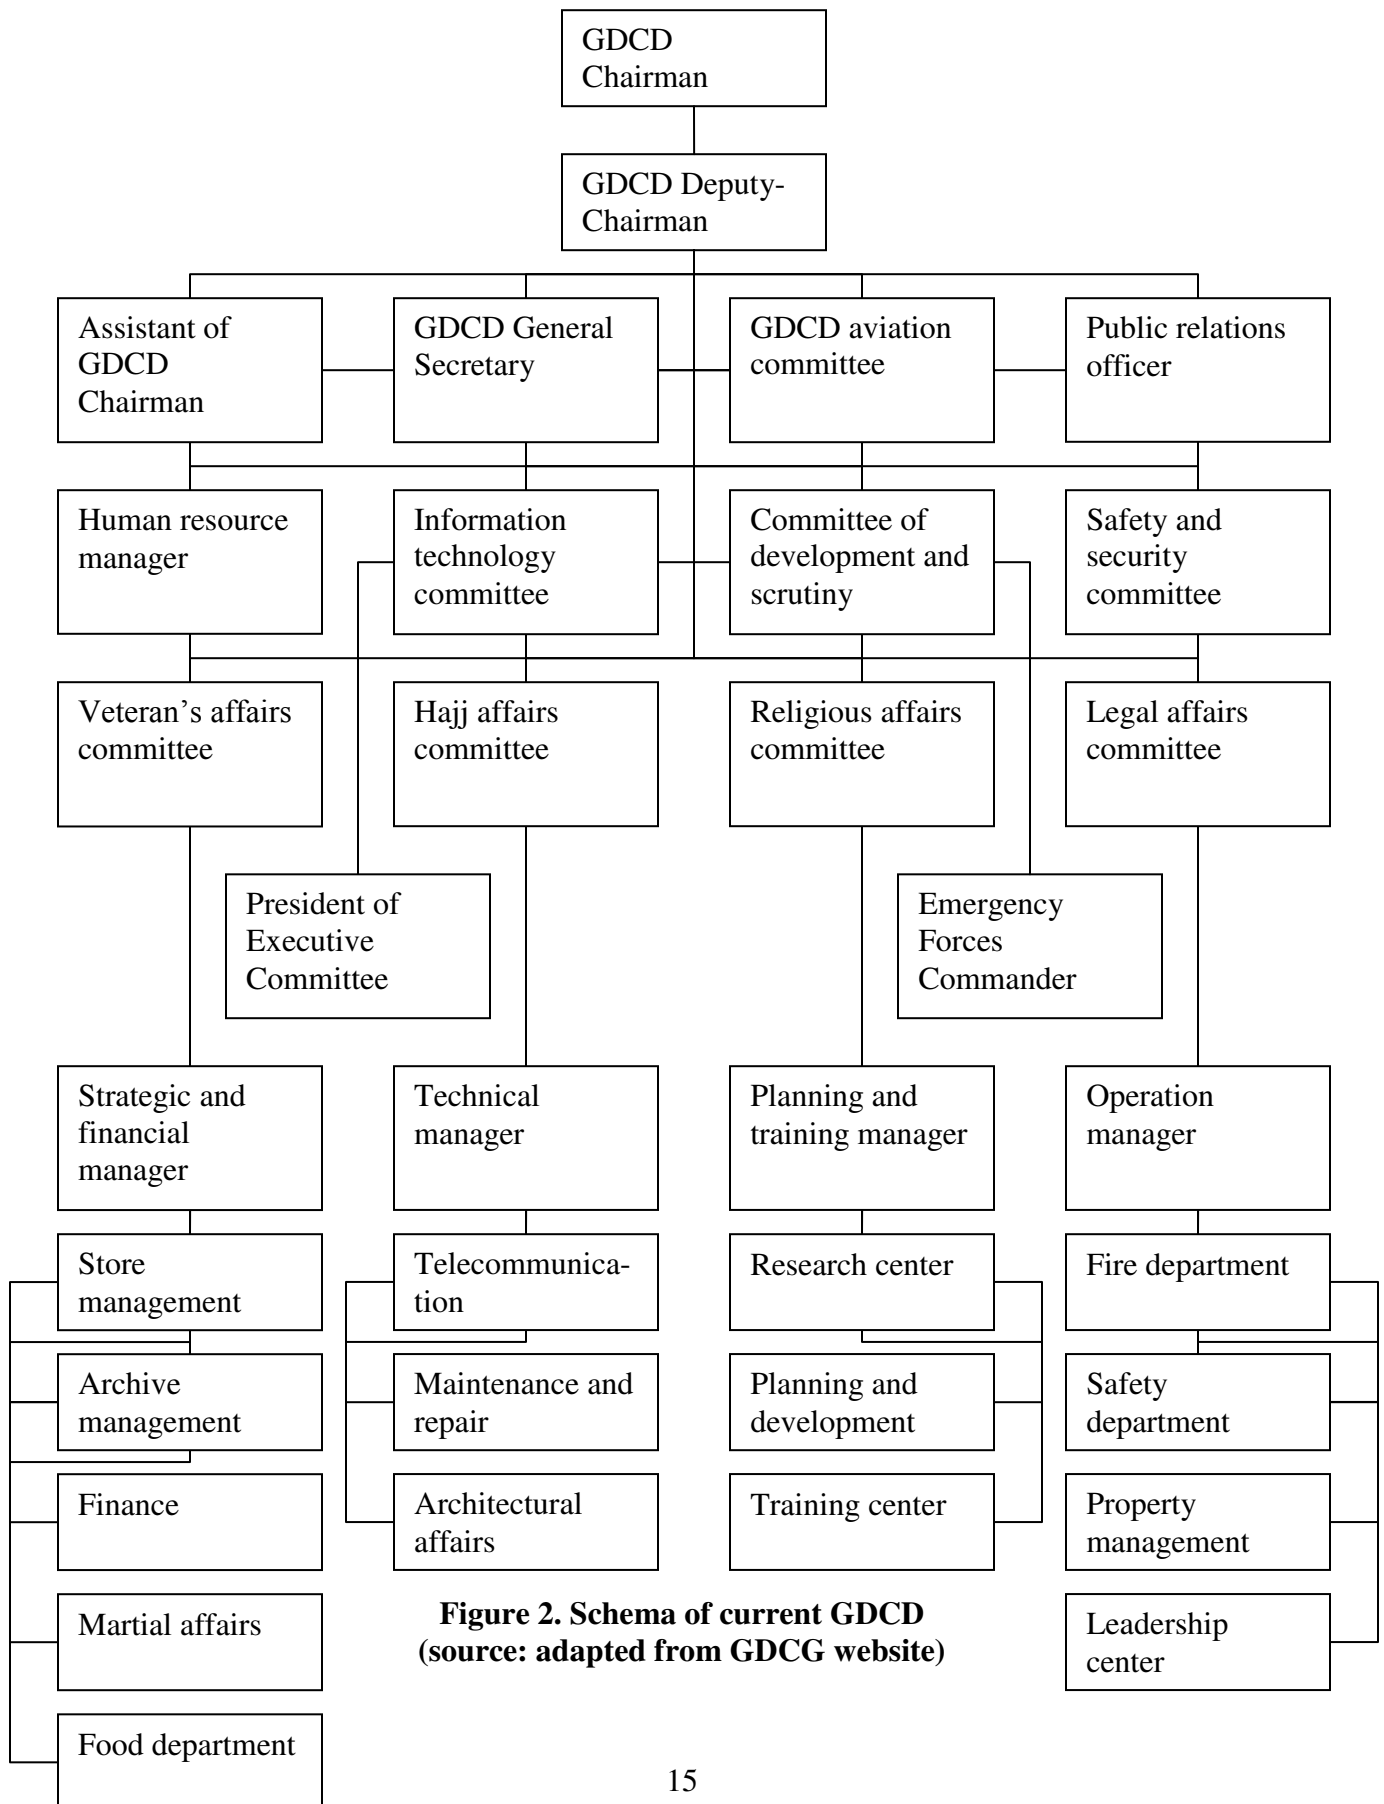 GDCD
Chairman
GDCD Deputy-
Chairman
Assistant of
GDCD
Chairman
GDCD General
Secretary
GDCD aviation
committee
Public relations
officer
Human resource
manager
Information
technology
committee
Committee of
development and
scrutiny
Safety and
security
committee
Veteran’s affairs
committee
Hajj affairs
committee
Religious affairs
committee
Legal affairs
committee
President of
Executive
Committee
Emergency
Forces
Commander
Strategic and
financial
manager
Technical
manager
Planning and
training manager
Operation
manager
Store
management
Telecommunica-
tion
Research center
Fire department
Archive
management
Maintenance and
repair
Planning and
development
Safety
department
Finance
Architectural
affairs
Training center
Property
management
Martial affairs
Figure 2. Schema of current GDCD
(source: adapted from GDCG website)
Leadership
center
Food department
15